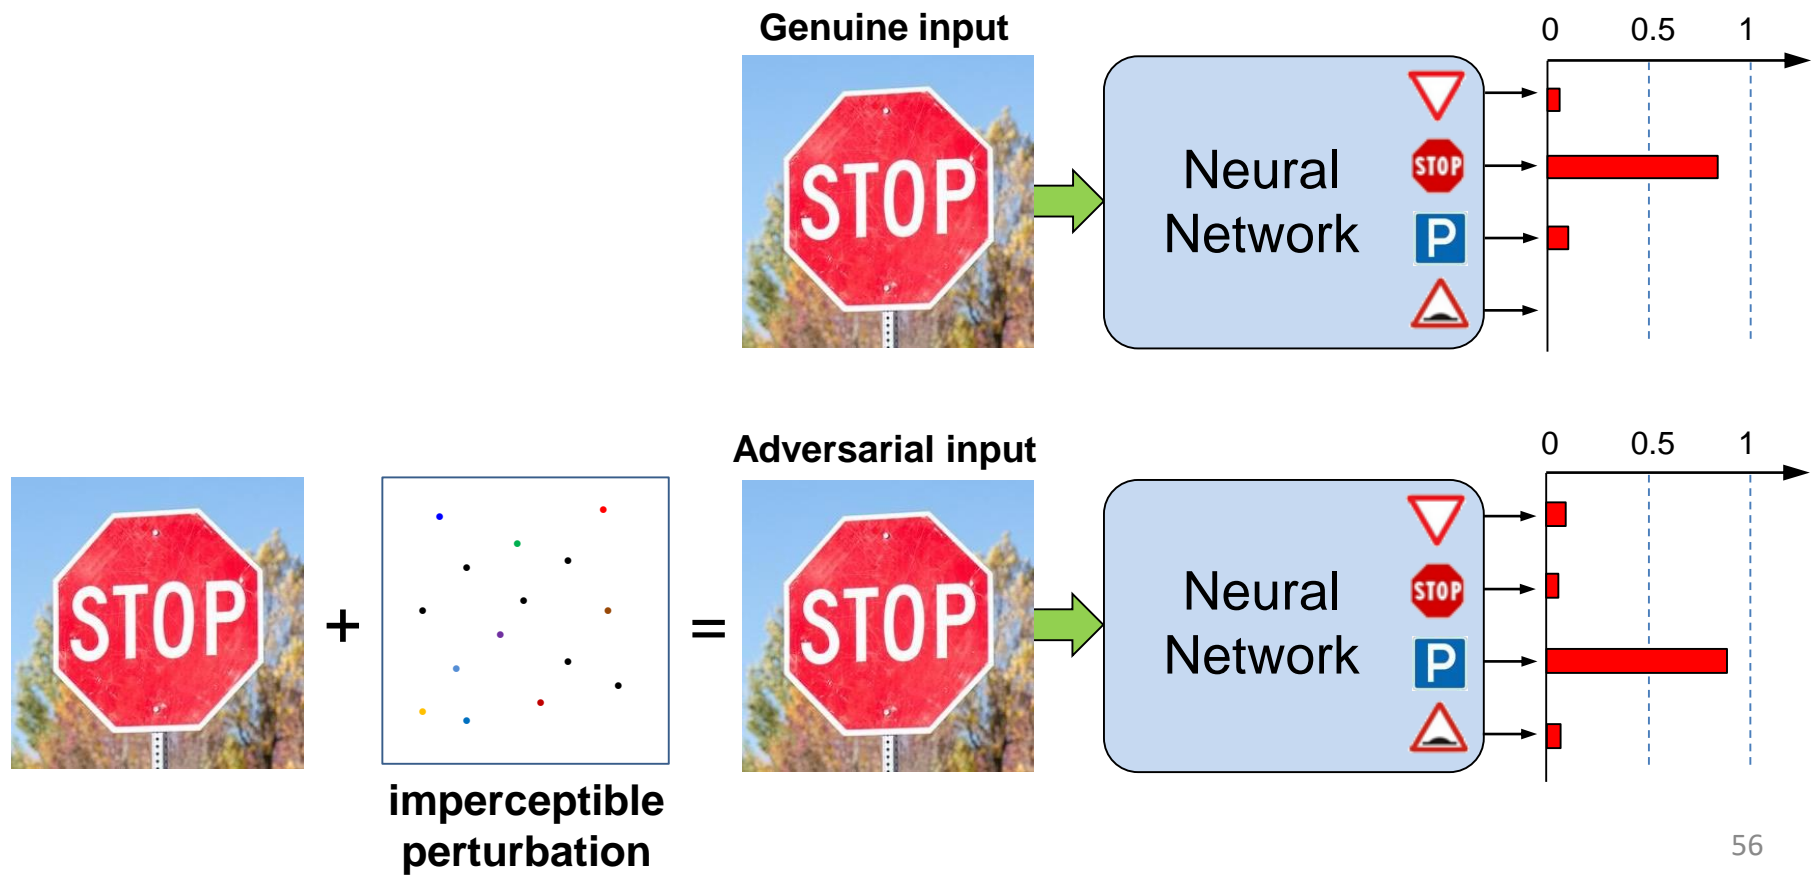 Genuine input
0 0.5 1
STOP
Neural
Network
STOP
P
Adversarial input
0 0.5 1
STOP
+
=
STOP
Neural
Network
STOP
P
imperceptible
perturbation
56